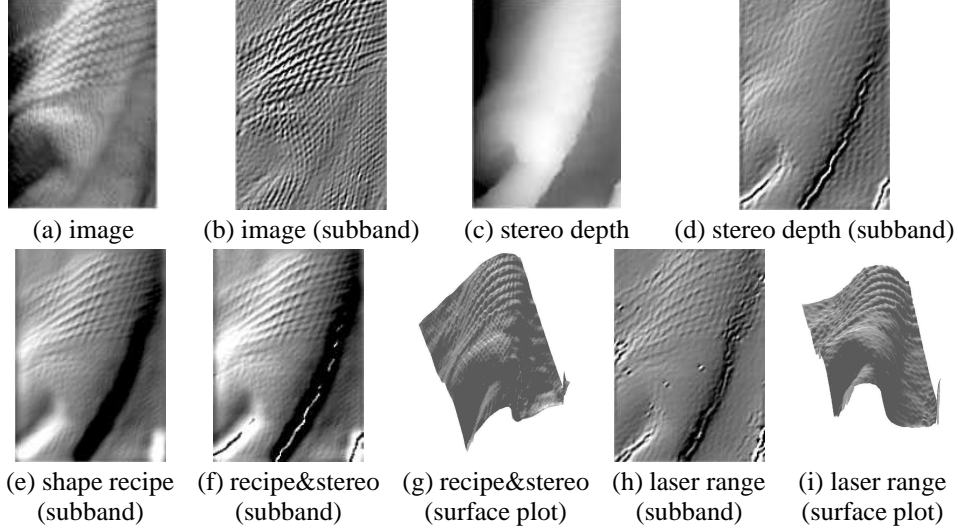 (a) image
(b) image (subband)
(c) stereo depth
(d) stereo depth (subband)
(e) shape recipe
(subband)
(f) recipe&stereo
(subband)
(g) recipe&stereo
(surface plot)
(h) laser range
(subband)
(i) laser range
(surface plot)